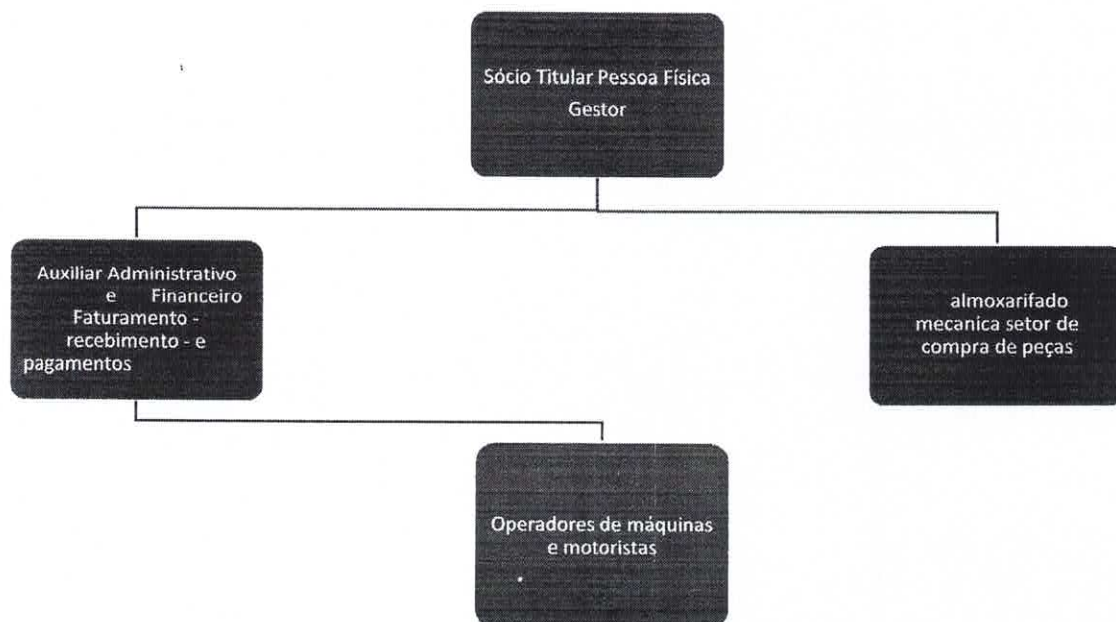 Sócio Titular Pessoa Física
Gestor
Auxiliar Administrativo
e Financeiro
Faturamento -
recebimento - e
pagamentos
almoxarifado
mecanica setor de
compra de peças
Operadores de máquinas
e motoristas